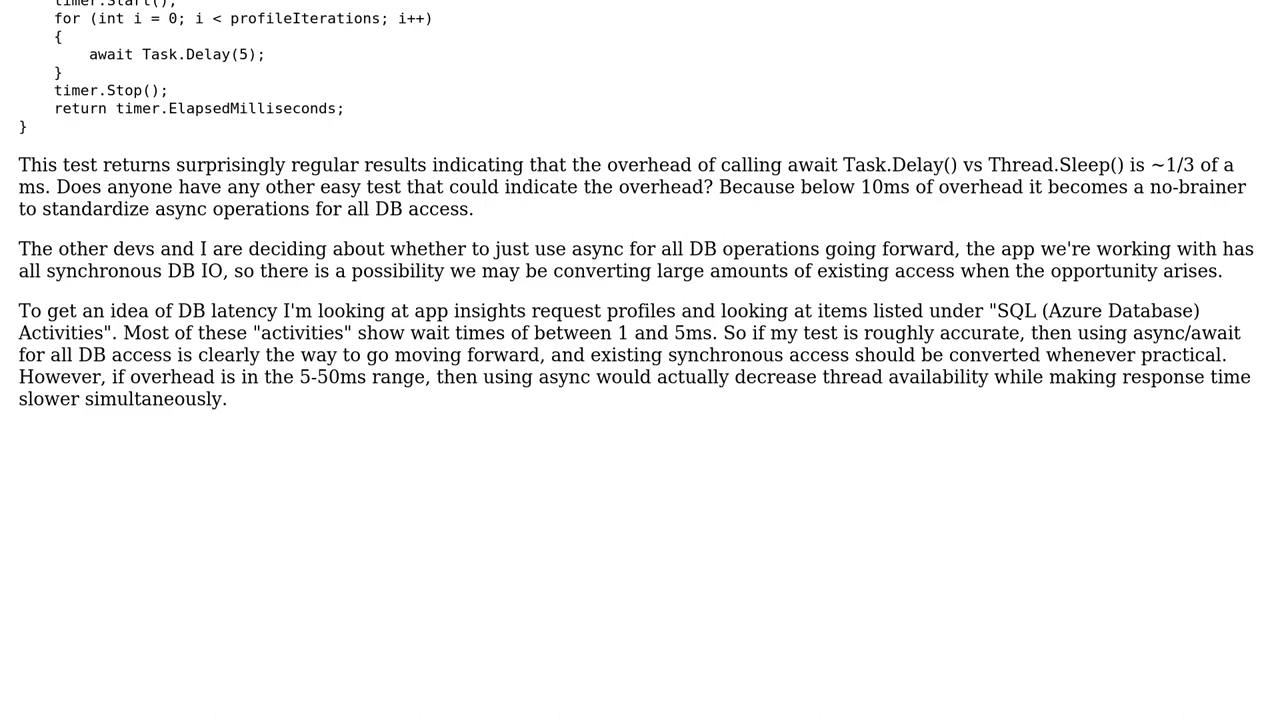 timer.Start();
for (int i = 0; i < profileIterations; i++)
{
await Task.Delay(5);
}
timer.Stop();
return timer.ElapsedMilliseconds;
}
This test returns surprisingly regular results indicating that the overhead of calling await Task.Delay() vs Thread.Sleep() is ~1/3 of a
ms. Does anyone have any other easy test that could indicate the overhead? Because below 10ms of overhead it becomes a no-brainer
to standardize async operations for all DB access.
The other devs and I are deciding about whether to just use async for all DB operations going forward, the app we're working with has
all synchronous DB IO, so there is a possibility we may be converting large amounts of existing access when the opportunity arises.
To get an idea of DB latency I'm looking at app insights request profiles and looking at items listed under "SQL (Azure Database)
Activities". Most of these "activities" show wait times of between 1 and 5ms. So if my test is roughly accurate, then using async/await
for all DB access is clearly the way to go moving forward, and existing synchronous access should be converted whenever practical.
However, if overhead is in the 5-50ms range, then using async would actually decrease thread availability while making response time
slower simultaneously.